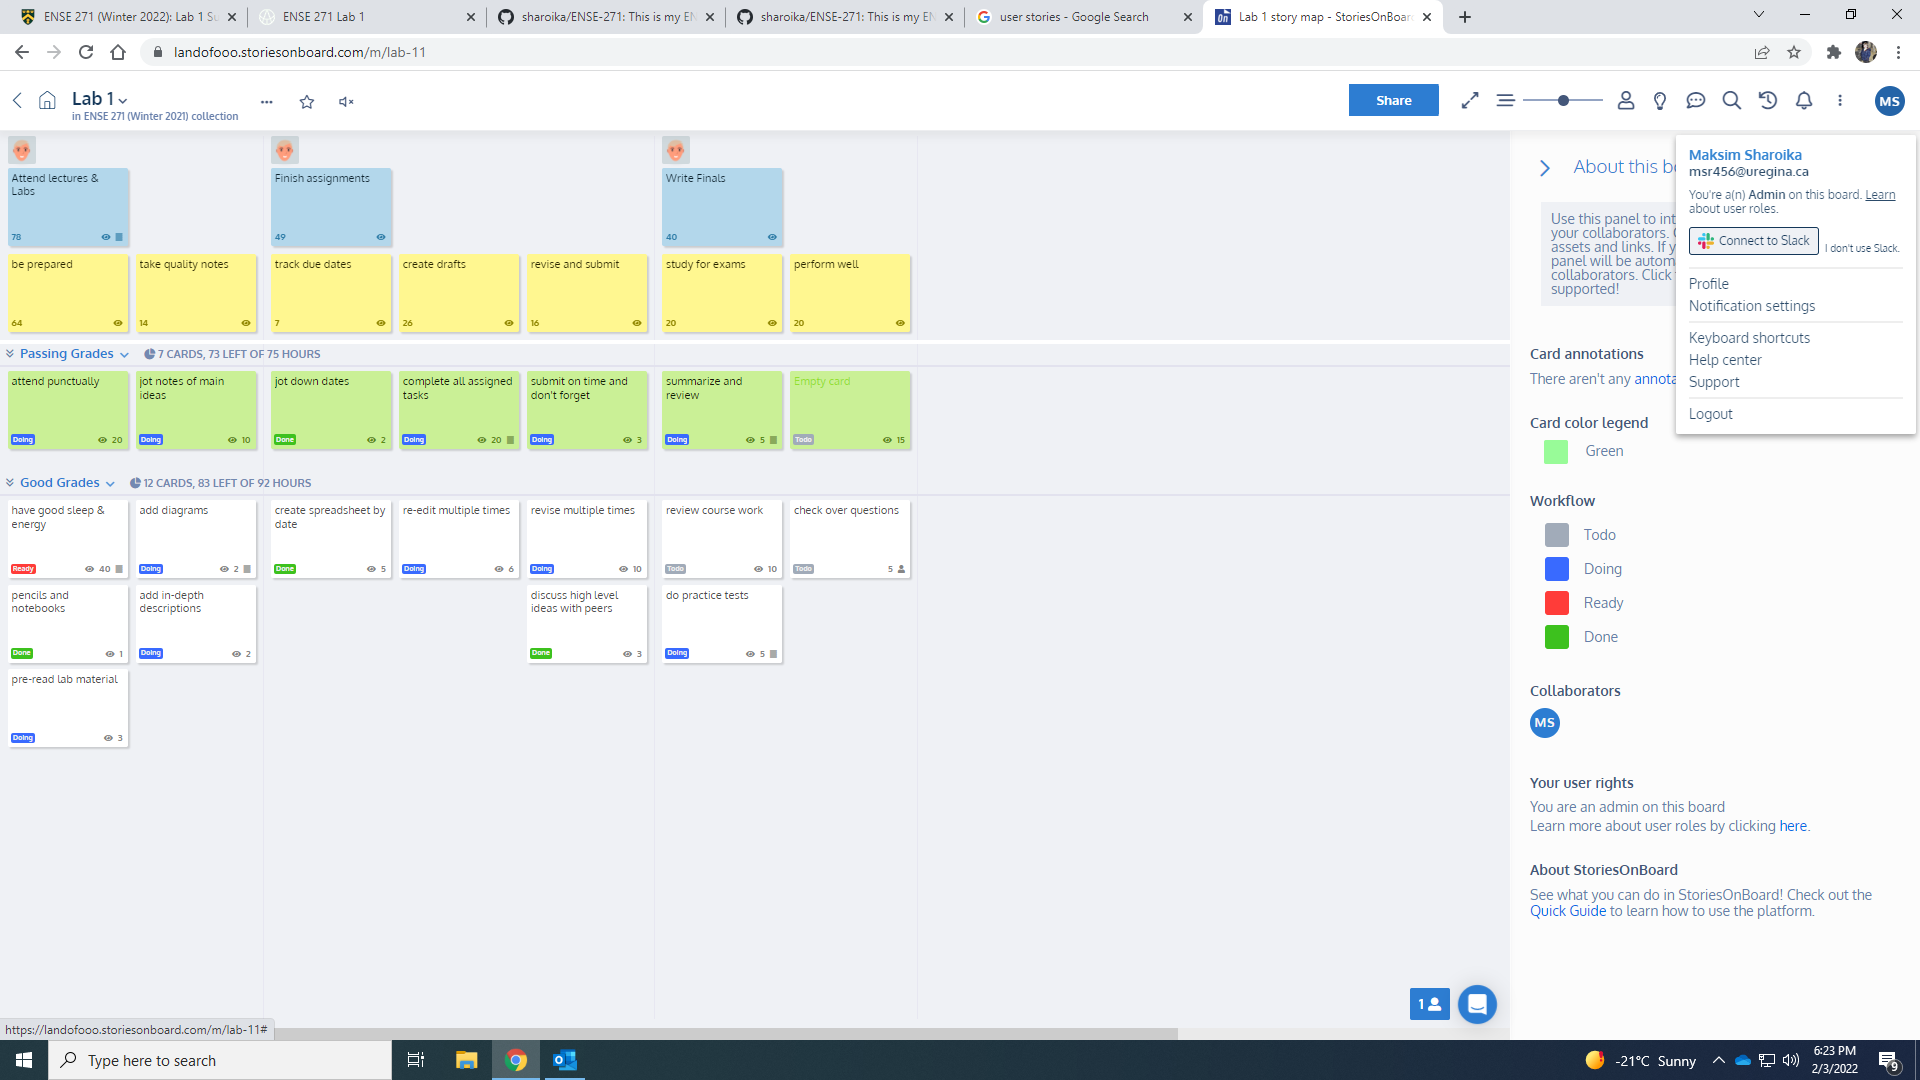 ENSE 271 (Winter 2022): Lab 1 Su
ENSE 271 Lab 1
sharoika/ENSE-271: This is my EN
sharoika/ENSE-271: This is my EN
user stories - Google Search
Lab 1 story map - StoriesOnBoard
landofooo.storiesonboard.com/m/lab-11
Lab 1
in ENSE 271 (Winter 2021) collection
Share
MS
Attend lectures &
Labs
78
Finish assignments
49
Write Finals
40
be prepared
64
take quality notes
14
track due dates
7
create drafts
26
revise and submit
16
study for exams
20
perform well
20
Passing Grades
7 CARDS, 73 LEFT OF 75 HOURS
attend punctually
Doing
20
jot notes of main
ideas
Doing
10
jot down dates
Done
2
complete all assigned
tasks
Doing
20
submit on time and
don't forget
Doing
3
summarize and
review
Doing
5
Empty card
Todo
15
Good Grades
12 CARDS, 83 LEFT OF 92 HOURS
have good sleep &
energy
Ready
40
add diagrams
Doing
2
create spreadsheet by
date
Done
5
re-edit multiple times
Doing
6
revise multiple times
Doing
10
review course work
Todo
10
check over questions
Todo
5
pencils and
notebooks
Done
1
add in-depth
descriptions
Doing
2
discuss high level
ideas with peers
Done
3
do practice tests
Doing
5
pre-read lab material
Doing
3
About this bo
Use this panel to int
your collaborators.
assets and links. If y
panel will be autom
collaborators. Click
supported!
Card annotations
There aren't any annota
Card color legend
Green
Workflow
Todo
Doing
Ready
Done
Collaborators
MS
Your user rights
You are an admin on this board
Learn more about user roles by clicking here.
About StoriesOnBoard
See what you can do in StoriesOnBoard! Check out the
Quick Guide to learn how to use the platform.
Maksim Sharoika
msr456@uregina.ca
You're a(n) Admin on this board. Learn
about user roles.
Connect to Slack
I don't use Slack.
Profile
Notification settings
Keyboard shortcuts
Help center
Support
Logout
1
https://landofooo.storiesonboard.com/m/lab-11#
Type here to search
-21°C Sunny
6:23 PM
2/3/2022
9